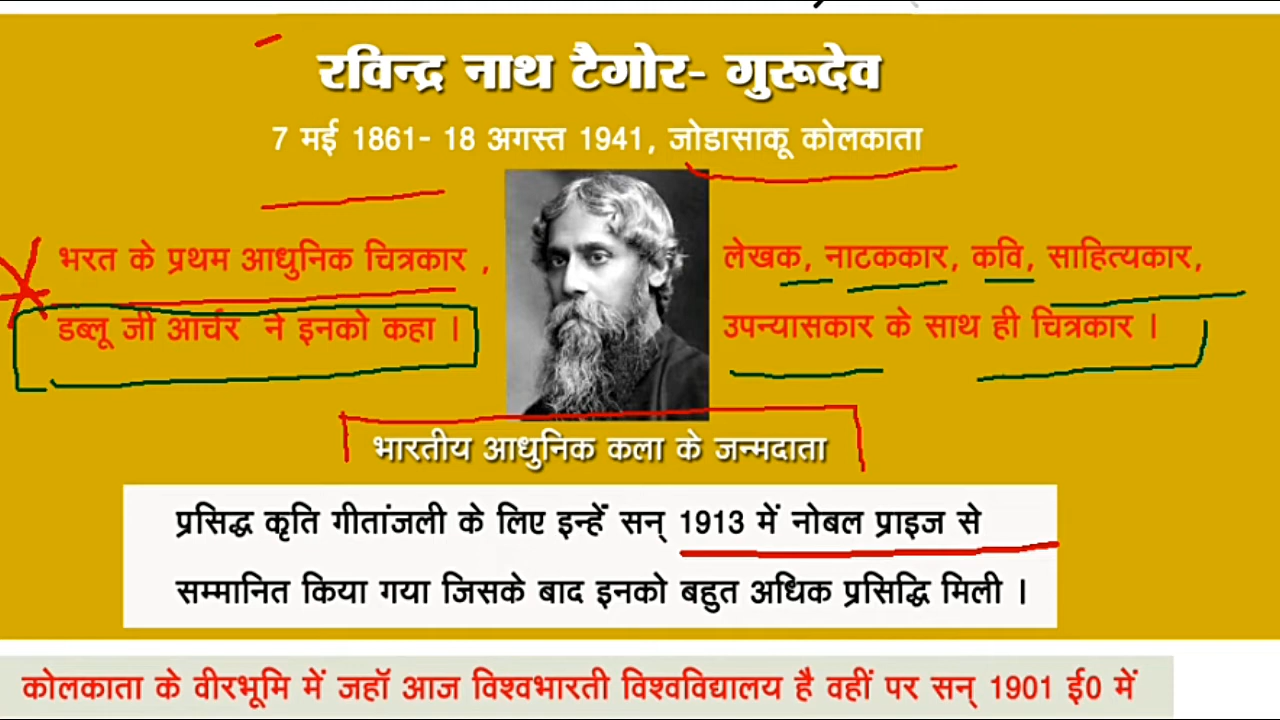 रविन्द्र नाथ टैगोर- गुरूदेव
7 मई 1861- 18 अगस्त 1941, जोडासाकू कोलकाता
भरत के प्रथम आधुनिक चित्रकार ,
डब्लू जी आर्चर ने इनको कहा ।
लेखक, नाटककार, कवि, साहित्यकार,
उपन्यासकार के साथ ही चित्रकार ।
भारतीय आधुनिक कला के जन्मदाता
प्रसिद्ध कृति गीतांजली के लिए इन्हेंं सन् 1913 में नोबल प्राइज से
सम्मानित किया गया जिसके बाद इनको बहुत अधिक प्रसिद्धि मिली ।
कोलकाता के वीरभूमि में जहॉ आज विश्वभारती विश्वविद्यालय है वहीं पर सन् 1901 ई0 में